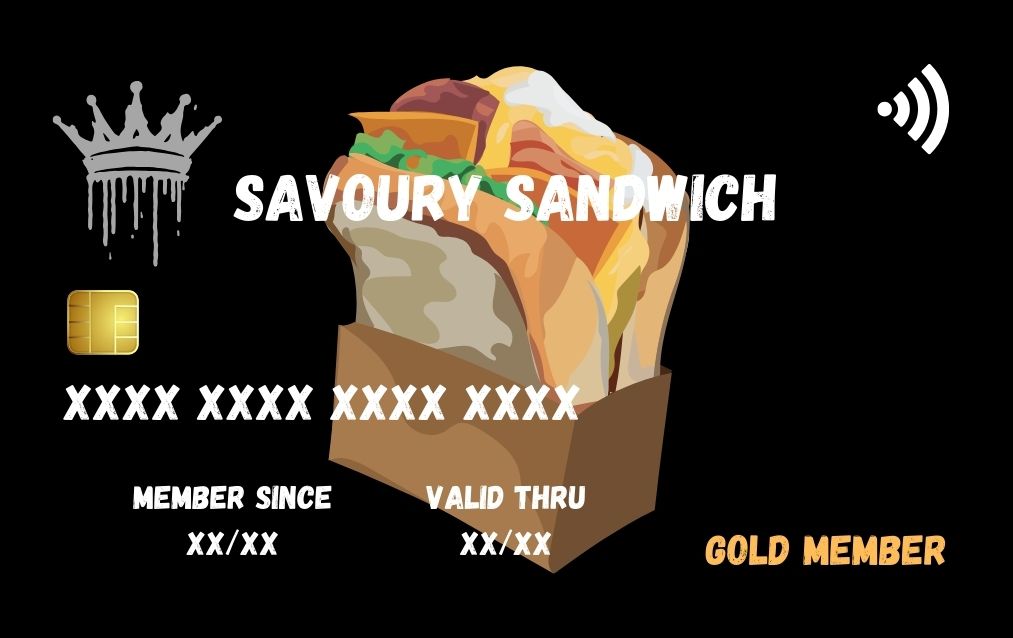 SAVOURY SANDWICH
XXXX XXXX XXXX XXXX
MEMBER SINCE
XX/XX
VALID THRU
XX/XX
GOLD MEMBER